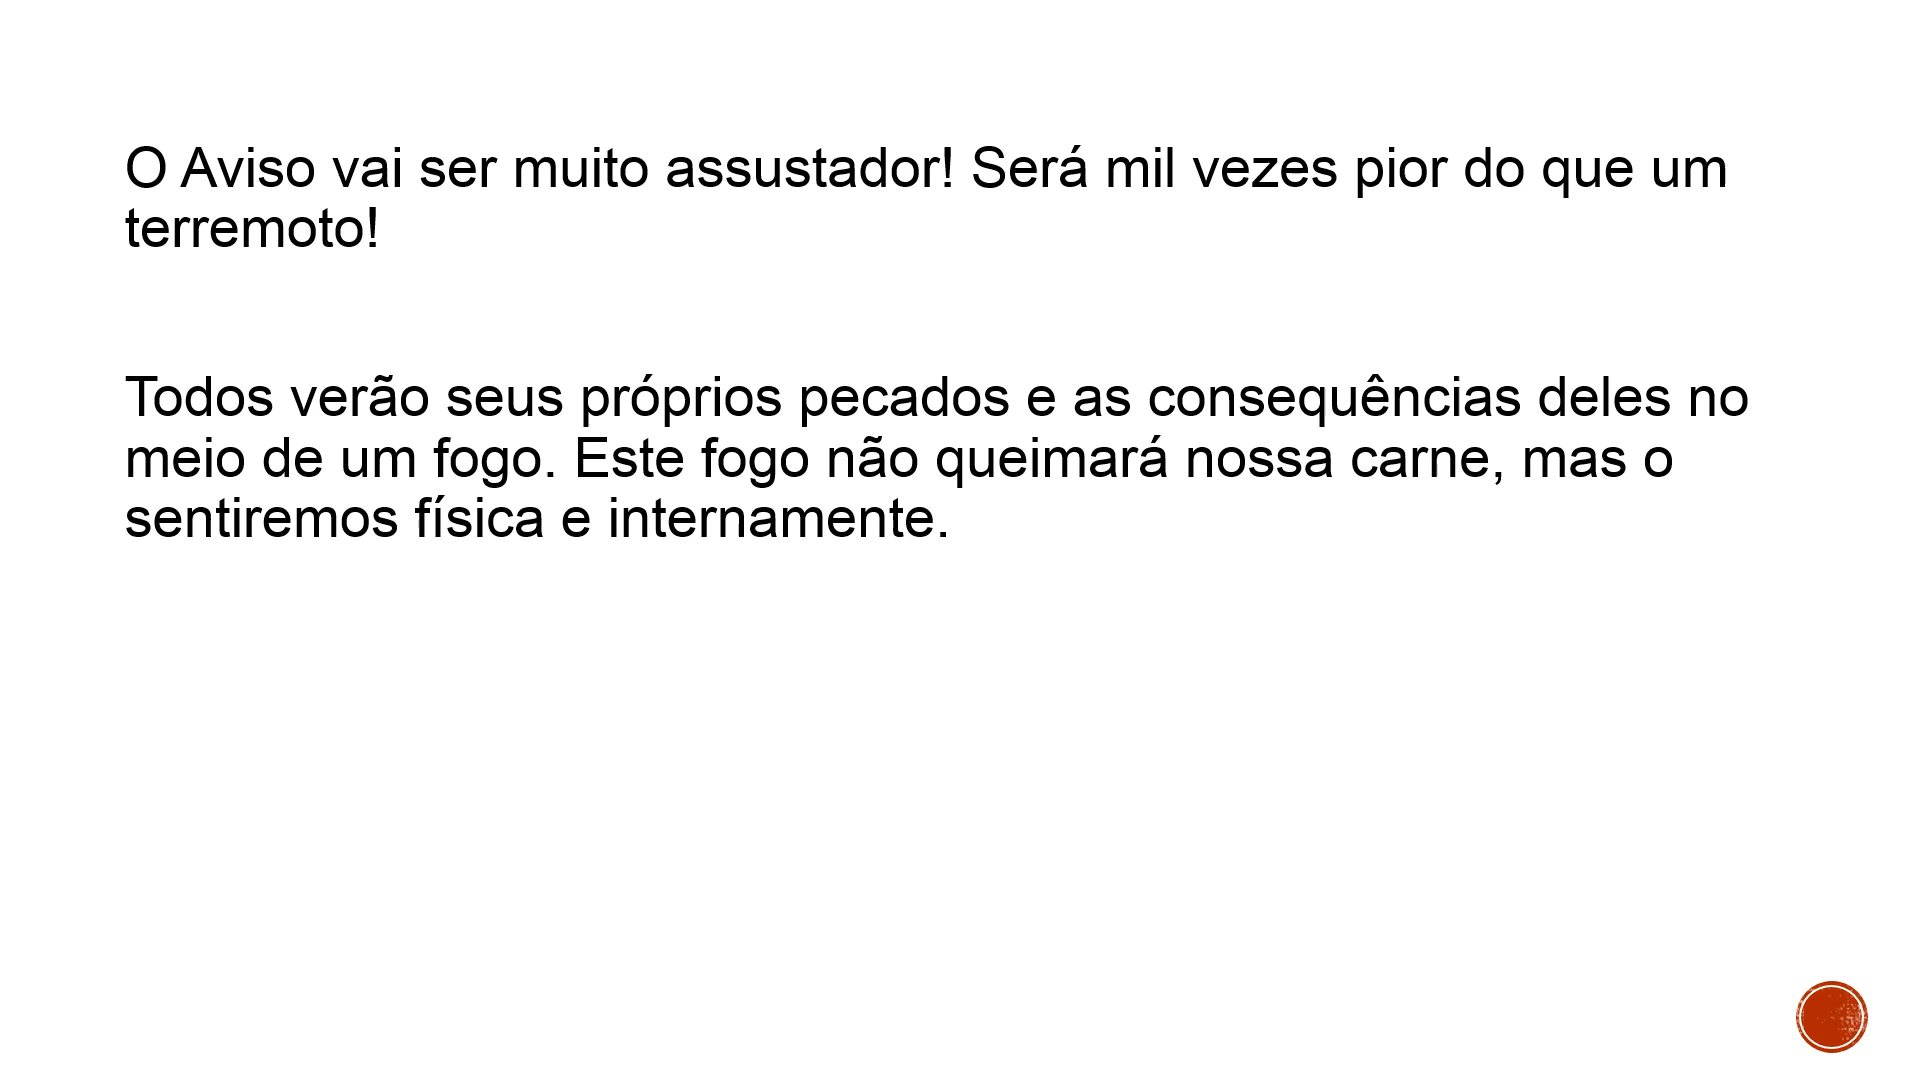 O Aviso vai ser muito assustador! Será mil vezes pior do que um
terremoto!
Todos verão seus próprios pecados e as consequências deles no
meio de um fogo. Este fogo não queimará nossa carne, mas o
sentiremos física e internamente.